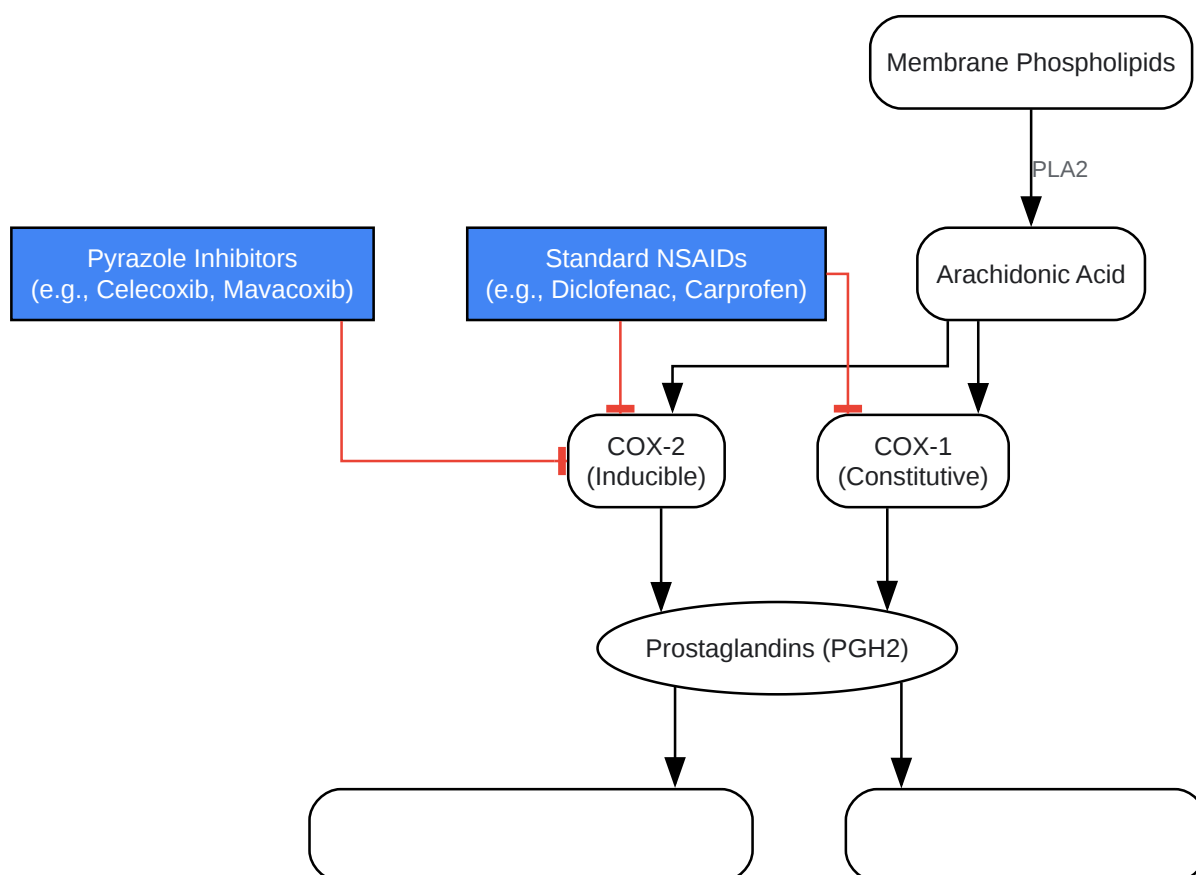 Membrane Phospholipids
PLA2
Pyrazole Inhibitors
(e.g., Celecoxib, Mavacoxib)
Standard NSAIDs
(e.g., Diclofenac, Carprofen)
Arachidonic Acid
COX-2
(Inducible)
COX-1
(Constitutive)
Prostaglandins (PGH2)